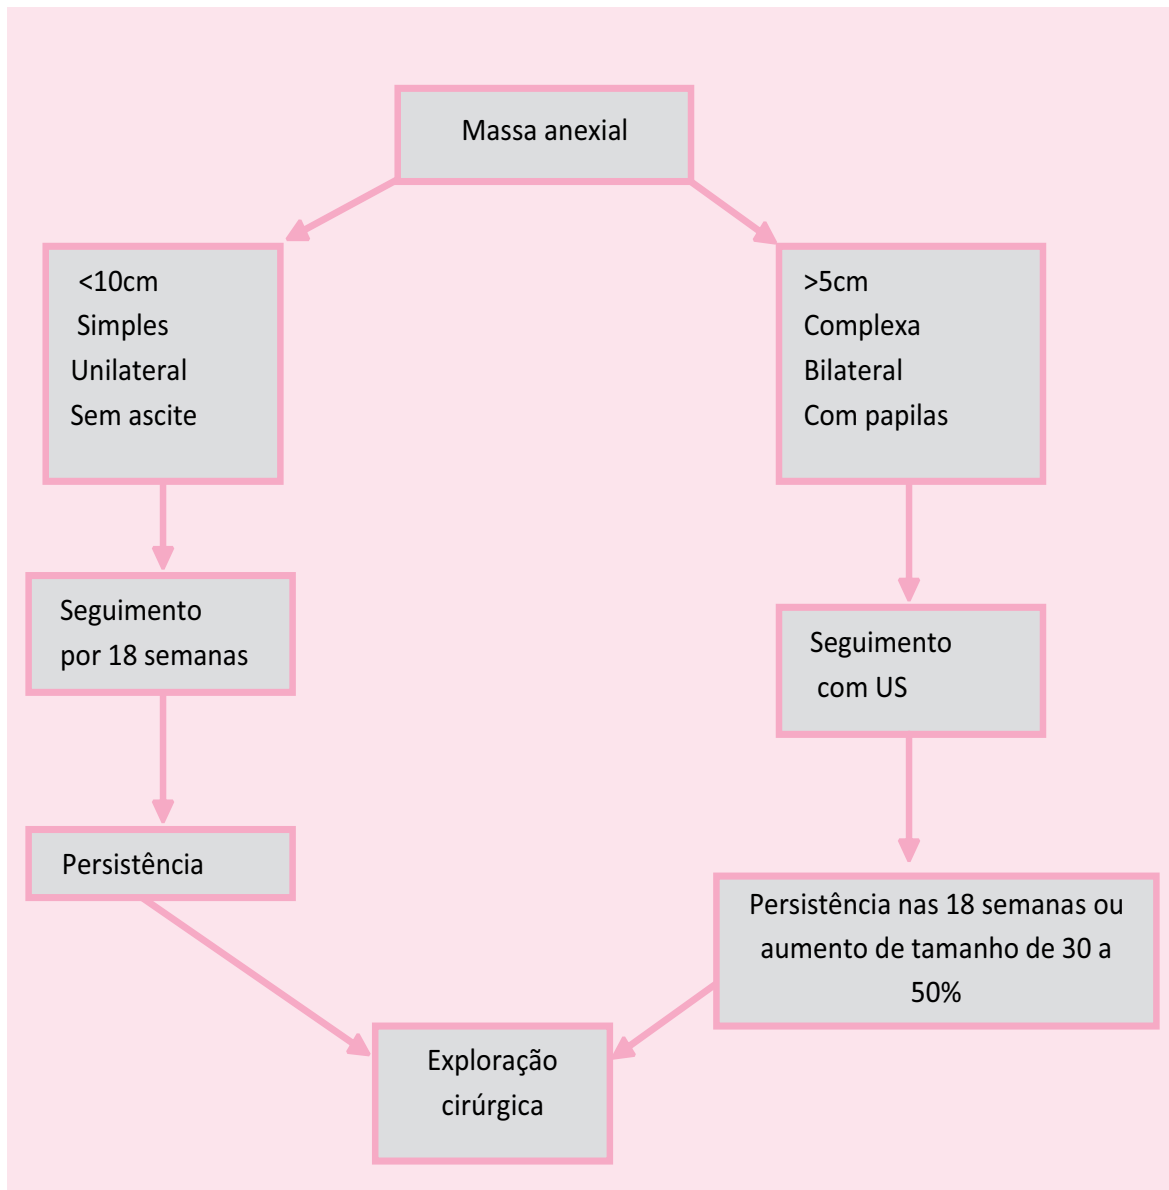 Massa anexial
<10cm
Simples
Unilateral
Sem ascite
>5cm
Complexa
Bilateral
Com papilas
Seguimento
por 18 semanas
Seguimento
com US
Persistência
Persistência nas 18 semanas ou
aumento de tamanho de 30 a
50%
Exploração
cirúrgica